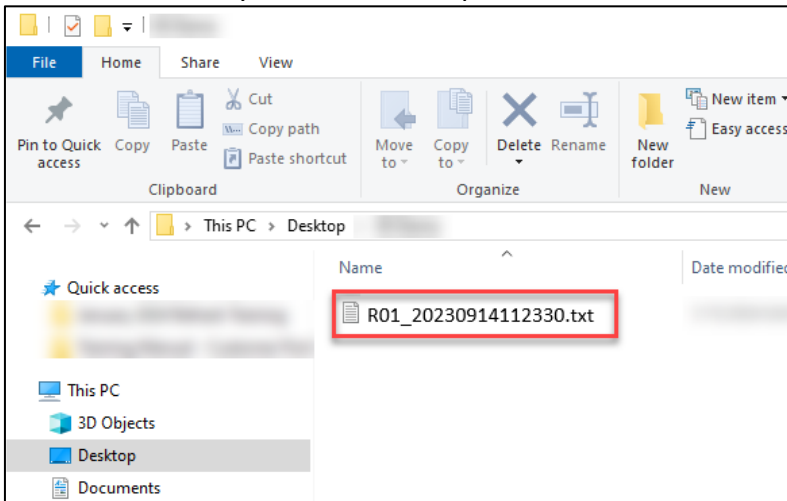 File Home Share View
Pin to Quick access
Copy
Paste
Cut
Copy path
Paste shortcut
Clipboard
Move to
Copy to
Delete
Rename
Organize
New folder
New item
Easy access
New
This PC > Desktop
Name
Date modified
Quick access
R01_20230914112330.txt
This PC
3D Objects
Desktop
Documents